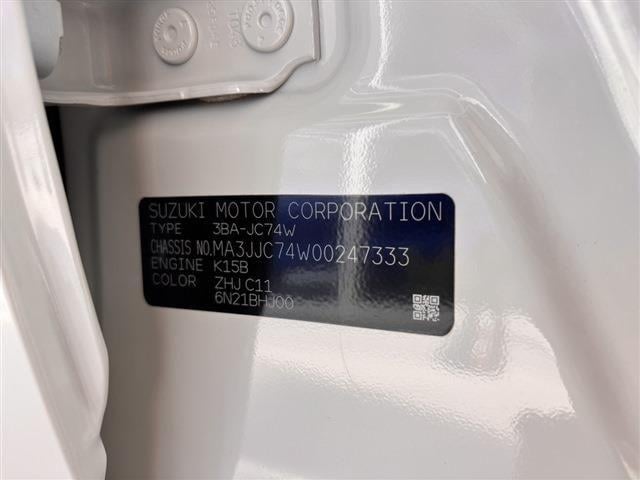 SUZUKI MOTOR CORPORATION
TYPE 3BA-JC74W
CHASSIS NO.MA3JJC74W00247333
ENGINE K15B
COLOR ZHJ C11
6N21BHJ00